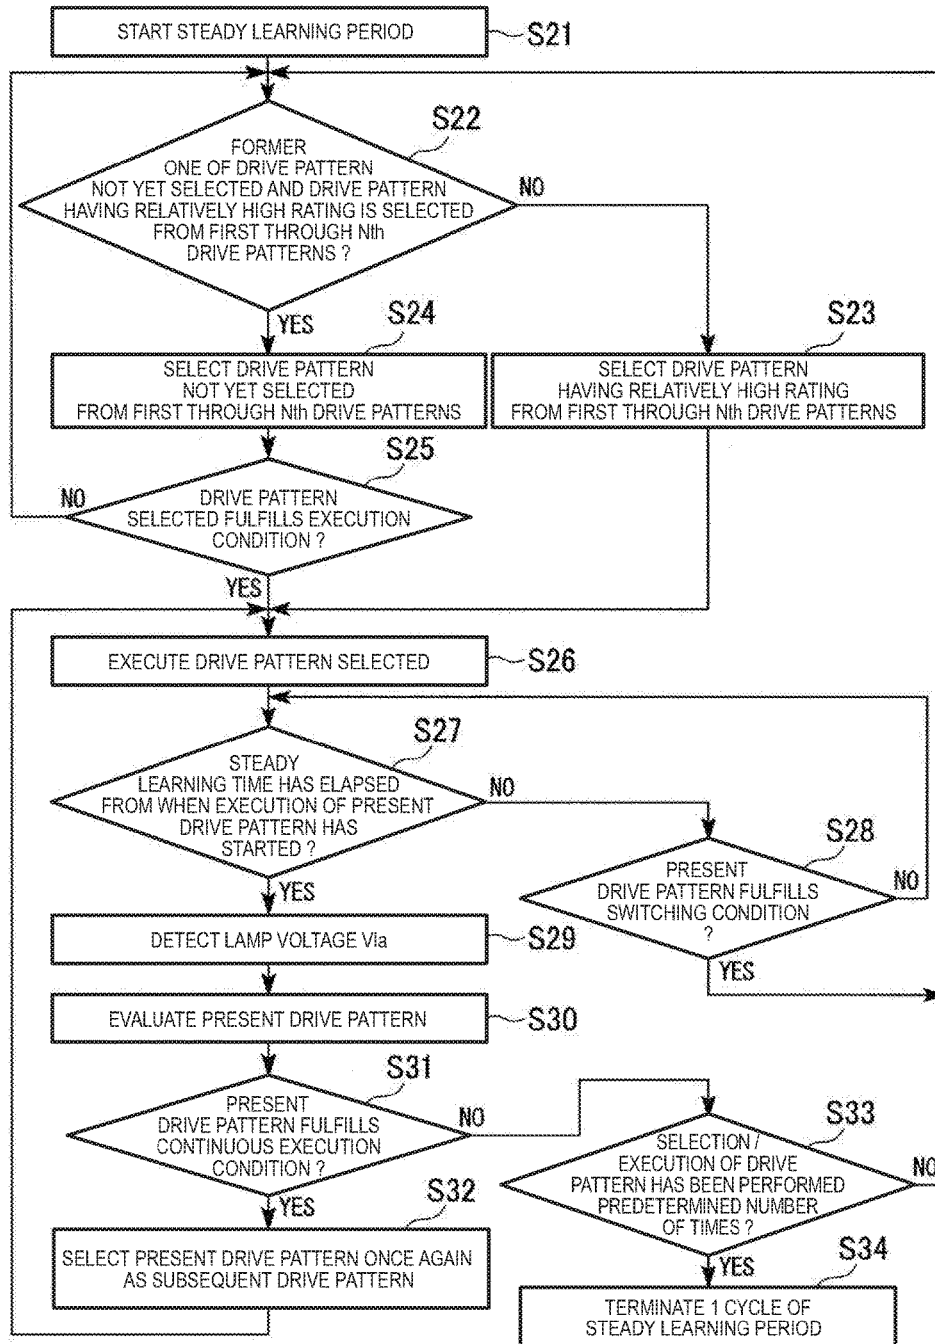 START STEADY LEARNING PERIOD
S21
S22
FORMER
ONE OF DRIVE PATTERN
NOT YET SELECTED AND DRIVE PATTERN
HAVING RELATIVELY HIGH RATING IS SELECTED
FROM FIRST THROUGH Nth
DRIVE PATTERNS ?
NO
YES
S24
SELECT DRIVE PATTERN
NOT YET SELECTED
FROM FIRST THROUGH Nth DRIVE PATTERNS
S23
SELECT DRIVE PATTERN
HAVING RELATIVELY HIGH RATING
FROM FIRST THROUGH Nth DRIVE PATTERNS
S25
NO
DRIVE PATTERN
SELECTED FULFILLS EXECUTION
CONDITION ?
YES
EXECUTE DRIVE PATTERN SELECTED
S26
S27
STEADY
LEARNING TIME HAS ELAPSED
FROM WHEN EXECUTION OF PRESENT
DRIVE PATTERN HAS
STARTED ?
NO
YES
S28
PRESENT
DRIVE PATTERN FULFILLS
SWITCHING CONDITION
?
NO
YES
DETECT LAMP VOLTAGE Vla
S29
EVALUATE PRESENT DRIVE PATTERN
S30
S31
PRESENT
DRIVE PATTERN FULFILLS
CONTINUOUS EXECUTION
CONDITION ?
NO
YES
S33
SELECTION /
EXECUTION OF DRIVE
PATTERN HAS BEEN PERFORMED
PREDETERMINED NUMBER
OF TIMES ?
NO
YES
S32
SELECT PRESENT DRIVE PATTERN ONCE AGAIN
AS SUBSEQUENT DRIVE PATTERN
S34
TERMINATE 1 CYCLE OF
STEADY LEARNING PERIOD